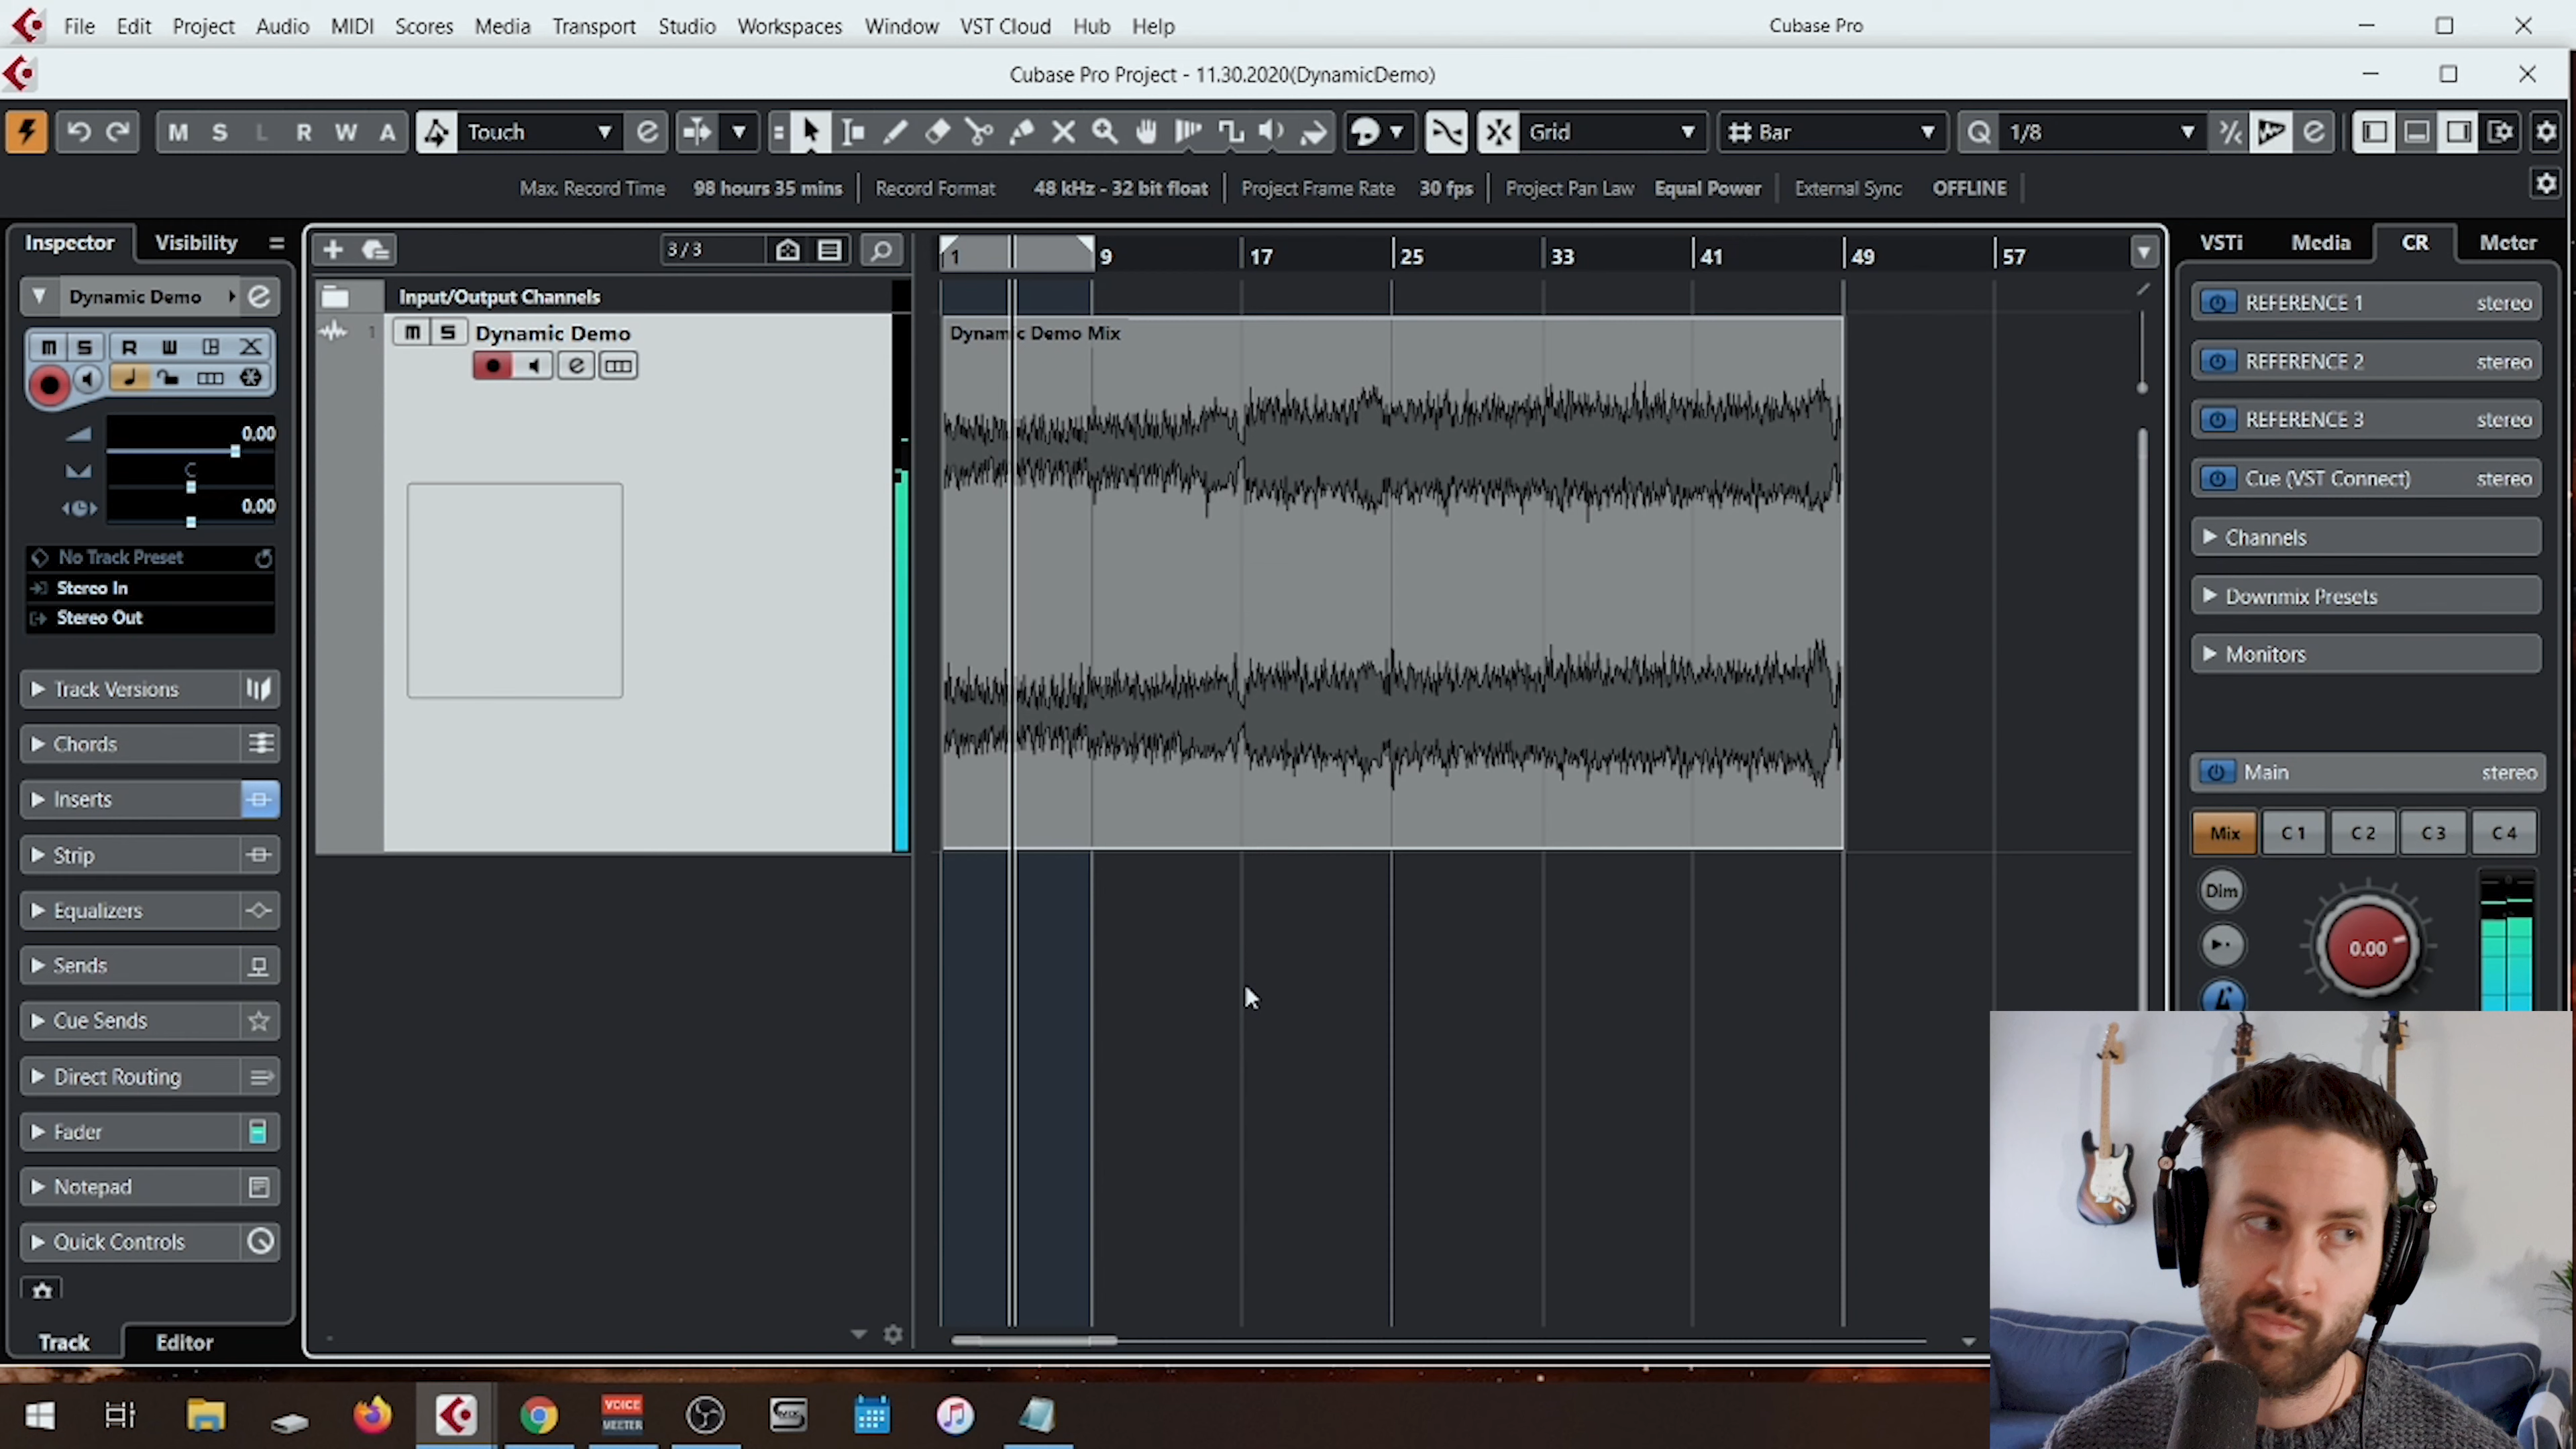 File Edit Project Audio MIDI Scores Media Transport Studio Workspaces Window VST Cloud Hub Help Cubase Pro
Cubase Pro Project - 11.30.2020(DynamicDemo)
M S L R W A Touch Grid Bar Q 1/8
Max. Record Time 98 hours 35 mins Record Format 48 kHz - 32 bit float Project Frame Rate 30 fps Project Pan Law Equal Power External Sync OFFLINE
Inspector Visibility 3/3 1 9 17 25 33 41 49 57 VSTi Media CR Meter
Dynamic Demo Input/Output Channels REFERENCE 1 stereo
m S R W 1 m S Dynamic Demo Dynamic Demo Mix
REFERENCE 2 stereo
0.00 REFERENCE 3 stereo
C Cue (VST Connect) stereo
0.00
Channels
No Track Preset
Stereo In Downmix Presets
Stereo Out
Monitors
Track Versions
Chords
Main stereo
Inserts
Mix C 1 C 2 C 3 C 4
Strip
Dim
Equalizers
0.00
Sends
Cue Sends
Direct Routing
Fader
Notepad
Quick Controls
Track Editor
VOICE
MEETER